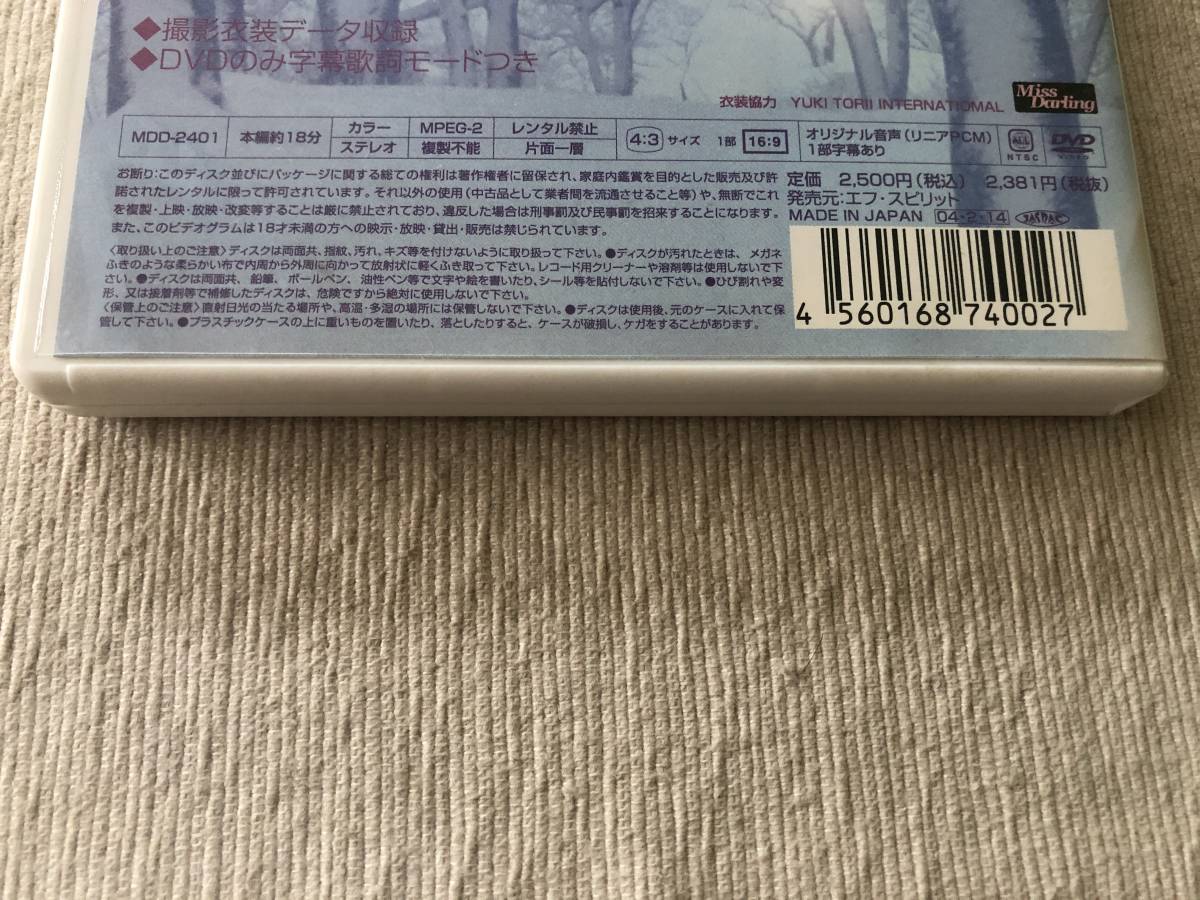 ◆撮影衣装データ収録
◆DVDのみ字幕歌詞モードつき
衣装協力 YUKI TORII INTERNATIOMAL
Miss Darling
MDD-2401 本編約18分 カラー ステレオ MPEG-2 複製不能 レンタル禁止 片面一層 4:3 サイズ 1部 16:9 オリジナル音声(リニアPCM) 1部字幕あり ALL NTSC DVD VIDEO
お断り:このディスク並びにパッケージに関する総ての権利は著作権者に留保され、家庭内鑑賞を目的とした販売及び許
諾されたレンタルに限って許可されています。それ以外の使用(中古品として業者間を流通させること等)や、無断でこれ
を複製・上映・放映・改変等することは厳に禁止されており、違反した場合は刑事罰及び民事罰を招来することになります。
また、このビデオグラムは18才未満の方への映示・放映・貸出・販売は禁じられています。
定価 2,500円(税込) 2,381円(税抜)
発売元:エフ・スピリット
MADE IN JAPAN 04・2・14 JASRAC
〈取り扱い上のご注意〉ディスクは両面共、指紋、汚れ、キズ等を付けないように取り扱って下さい。●ディスクが汚れたときは、メガネ
ふきのような柔らかい布で内周から外周に向かって放射状に軽くふき取って下さい。レコード用クリーナーや溶剤等は使用しないで下
さい。●ディスクは両面共、鉛筆、ボールペン、油性ペン等で文字や絵を書いたり、シール等を貼付しないで下さい。●ひび割れや変
形、又は接着剤等で補修したディスクは、危険ですから絶対に使用しないで下さい。
〈保管上のご注意〉直射日光の当たる場所や、高温・多湿の場所には保管しないで下さい。●ディスクは使用後、元のケースに入れて保
管して下さい。●プラスチックケースの上に重いものを置いたり、落としたりすると、ケースが破損し、ケガをすることがあります。
4 560168 740027